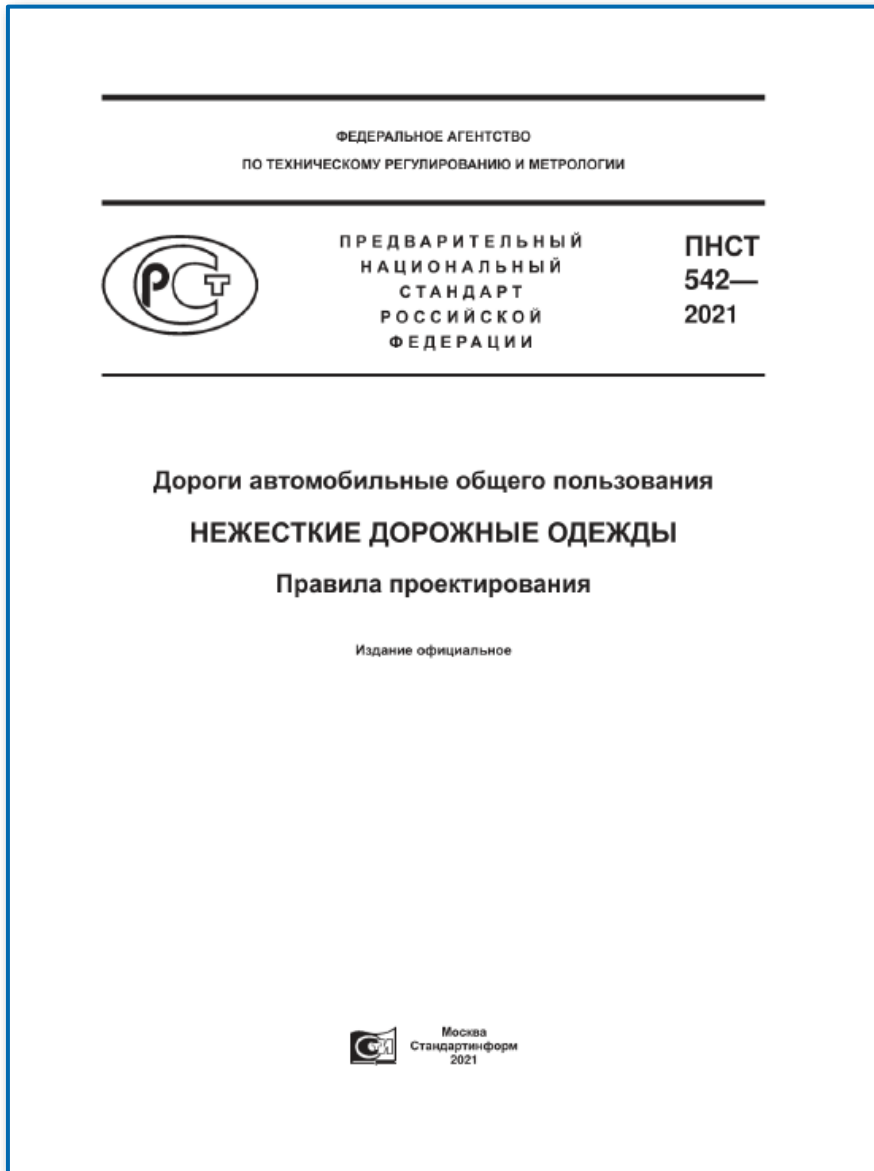 ФЕДЕРАЛЬНОЕ АГЕНТСТВО
ПО ТЕХНИЧЕСКОМУ РЕГУЛИРОВАНИЮ И МЕТРОЛОГИИ
РСТ
ПРЕДВАРИТЕЛЬНЫЙ
НАЦИОНАЛЬНЫЙ
СТАНДАРТ
РОССИЙСКОЙ
ФЕДЕРАЦИИ
ПНСТ
542—
2021
Дороги автомобильные общего пользования
НЕЖЕСТКИЕ ДОРОЖНЫЕ ОДЕЖДЫ
Правила проектирования
Издание официальное
Москва
Стандартинформ
2021